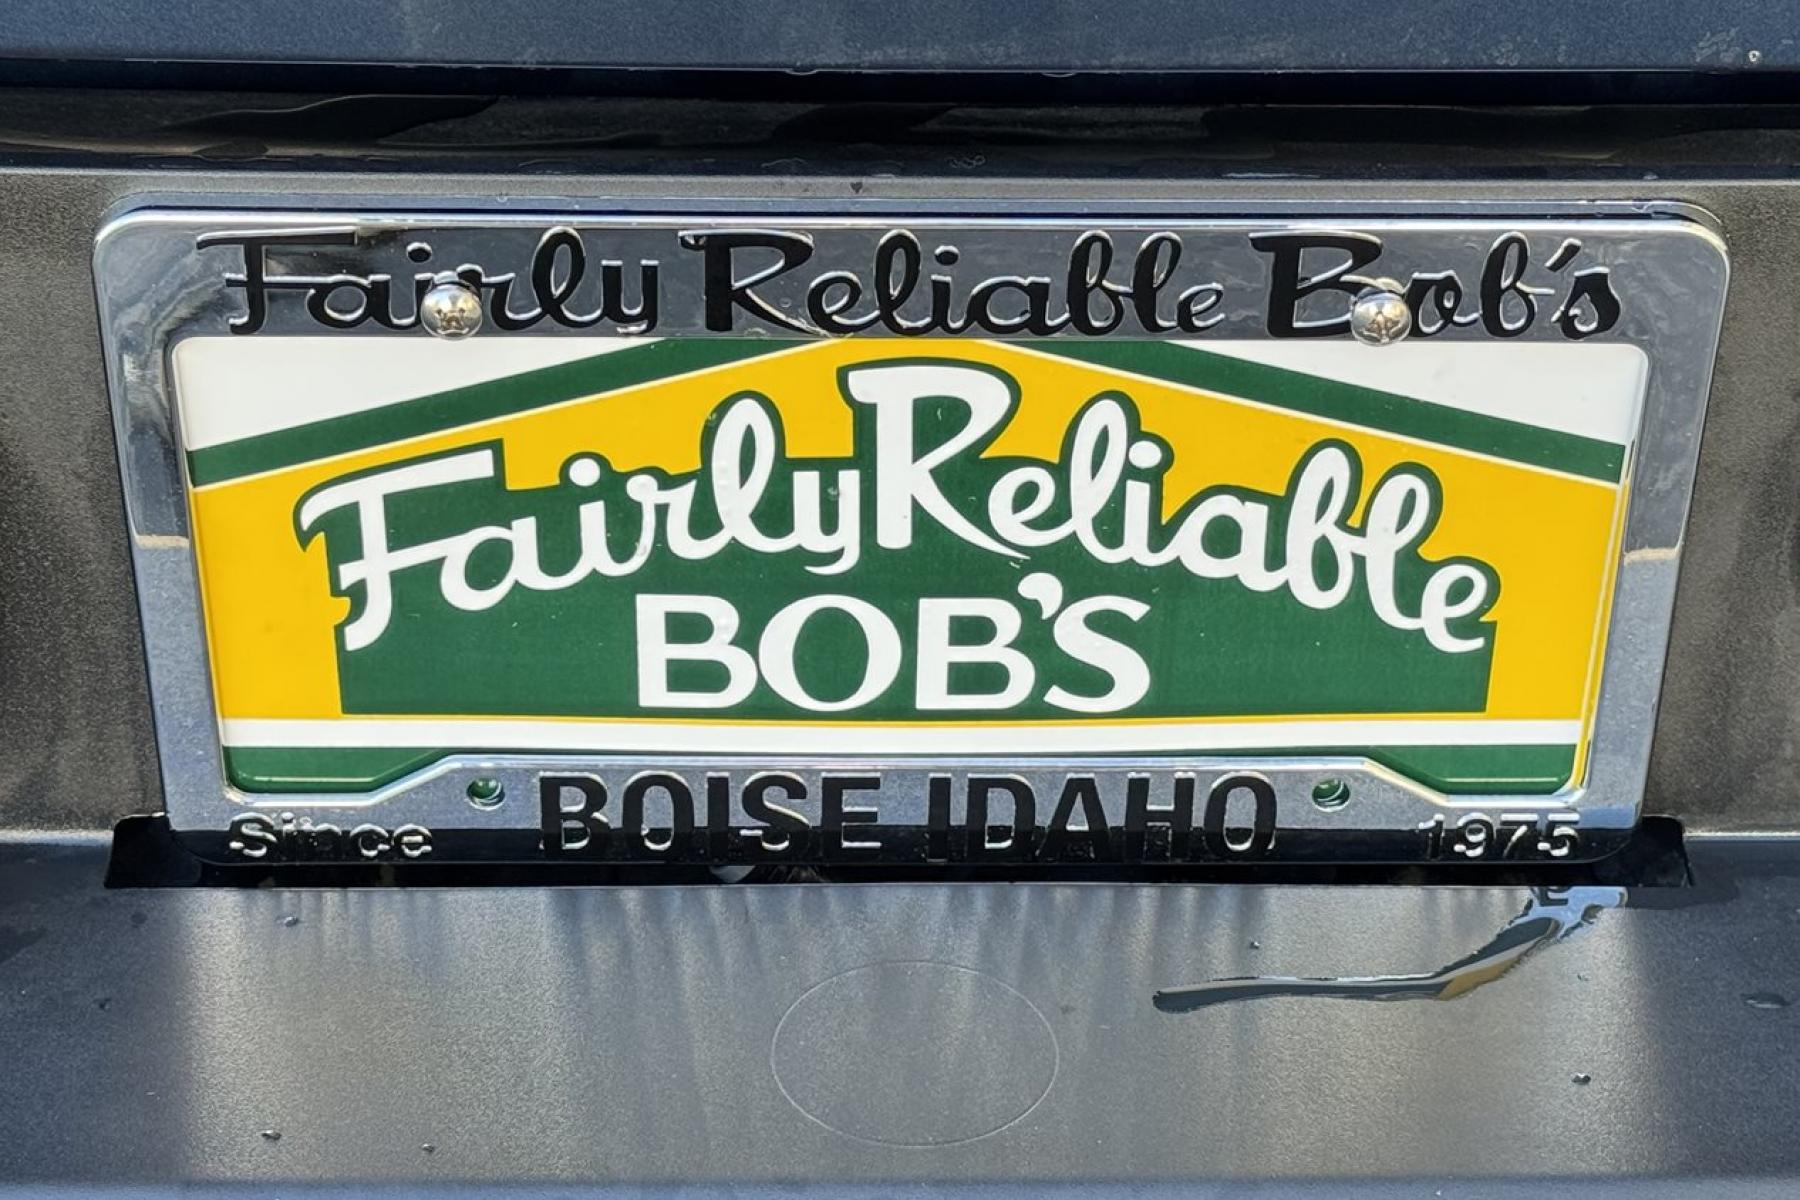 Fairly Reliable Bob's
Fairly Reliable
BOB'S
BOISE IDAHO
Since 1975